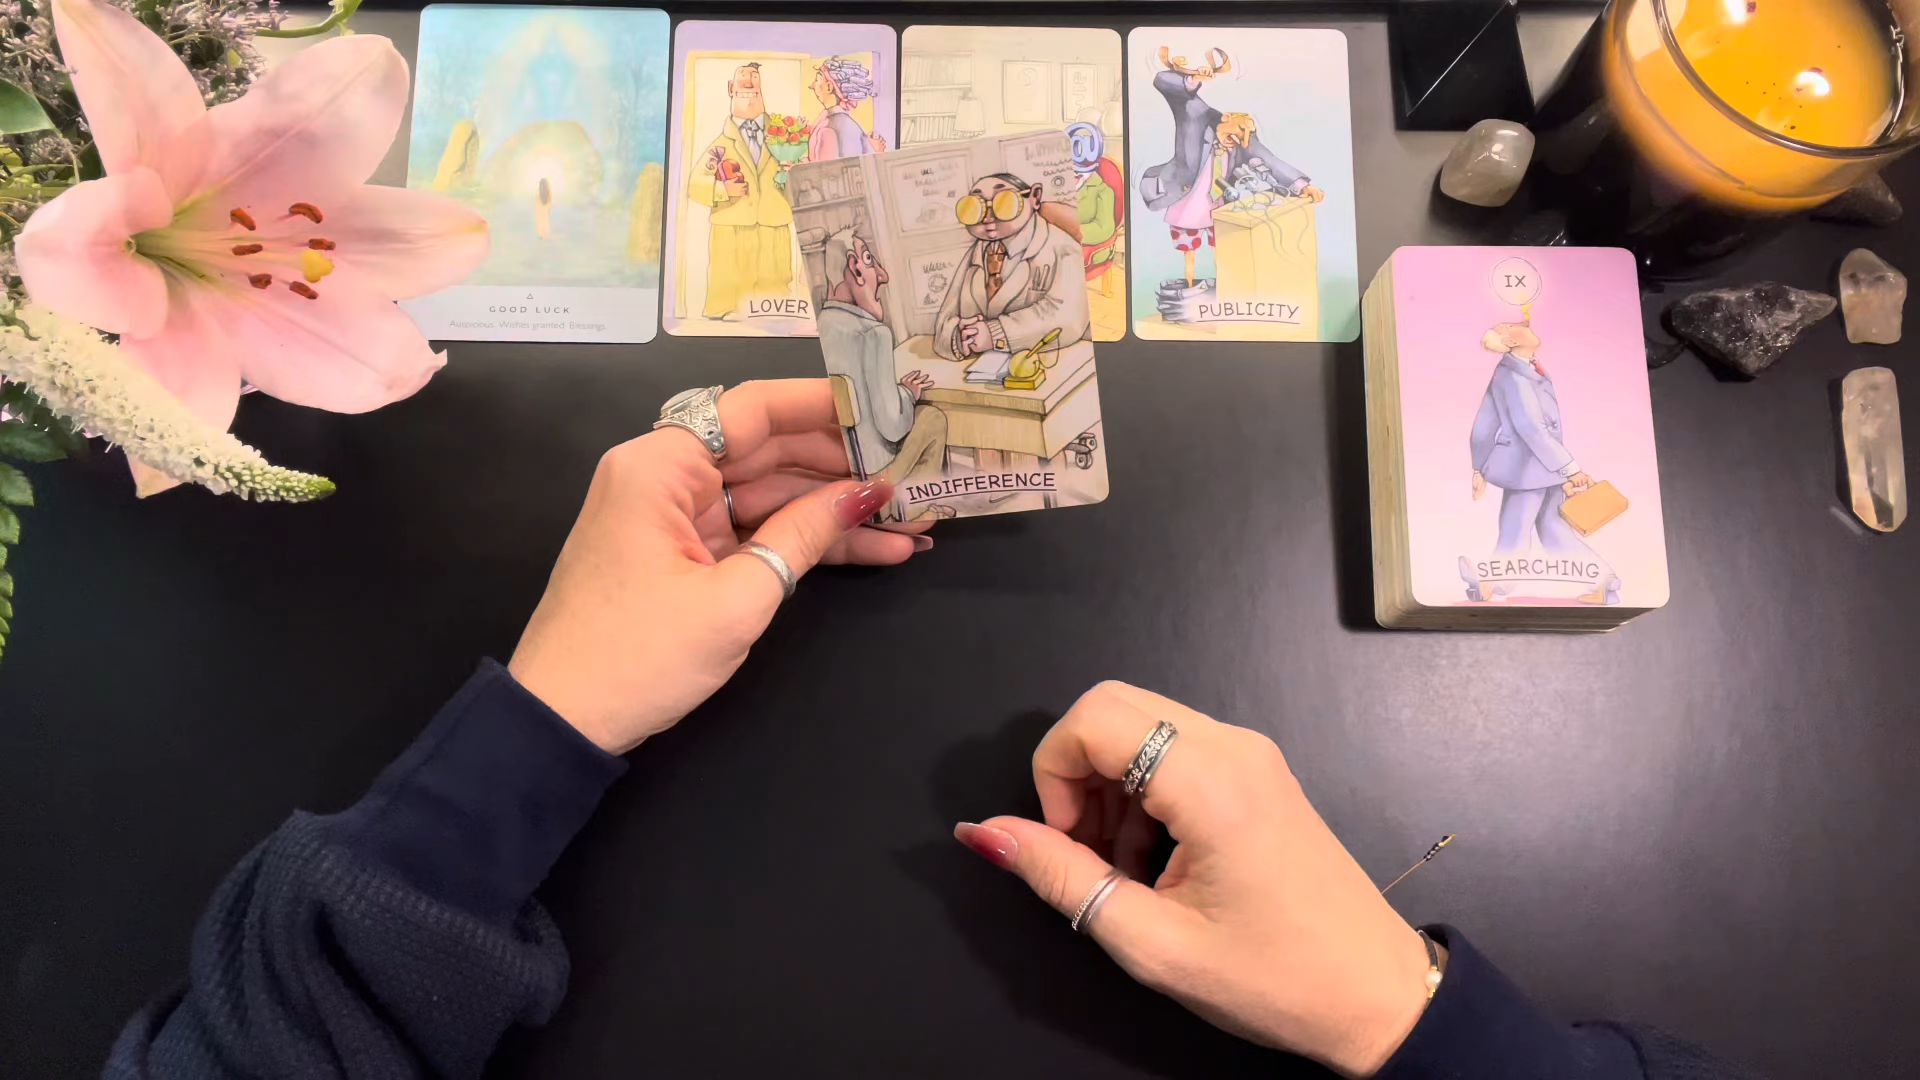 GOOD LUCK
Auspicious. Wishes granted. Blessings.
LOVER
@
PUBLICITY
INDIFFERENCE
IX
SEARCHING